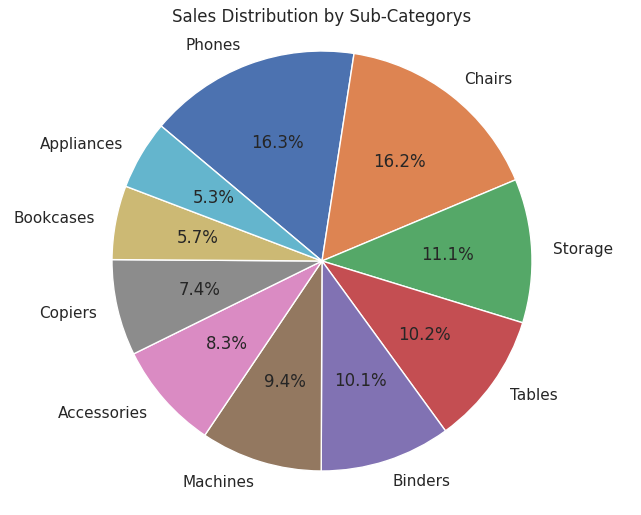 Sales Distribution by Sub-Categorys
Phones
Chairs
16.3%
16.2%
Appliances
5.3%
Bookcases
5.7%
Storage
11.1%
Copiers
7.4%
Accessories
8.3%
10.2%
Tables
9.4%
10.1%
Machines
Binders